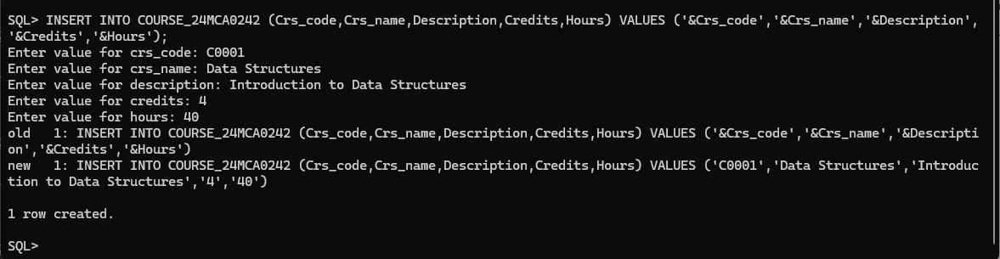 SQL> INSERT INTO COURSE_24MCA0242 (Crs_code,Crs_name,Description,Credits,Hours) VALUES ('&Crs_code','&Crs_name','&Description',
'&Credits','&Hours');
Enter value for crs_code: C0001
Enter value for crs_name: Data Structures
Enter value for description: Introduction to Data Structures
Enter value for credits: 4
Enter value for hours: 40
old   1: INSERT INTO COURSE_24MCA0242 (Crs_code,Crs_name,Description,Credits,Hours) VALUES ('&Crs_code','&Crs_name','&Descripti
on','&Credits','&Hours')
new   1: INSERT INTO COURSE_24MCA0242 (Crs_code,Crs_name,Description,Credits,Hours) VALUES ('C0001','Data Structures','Introduc
tion to Data Structures','4','40')
1 row created.
SQL>